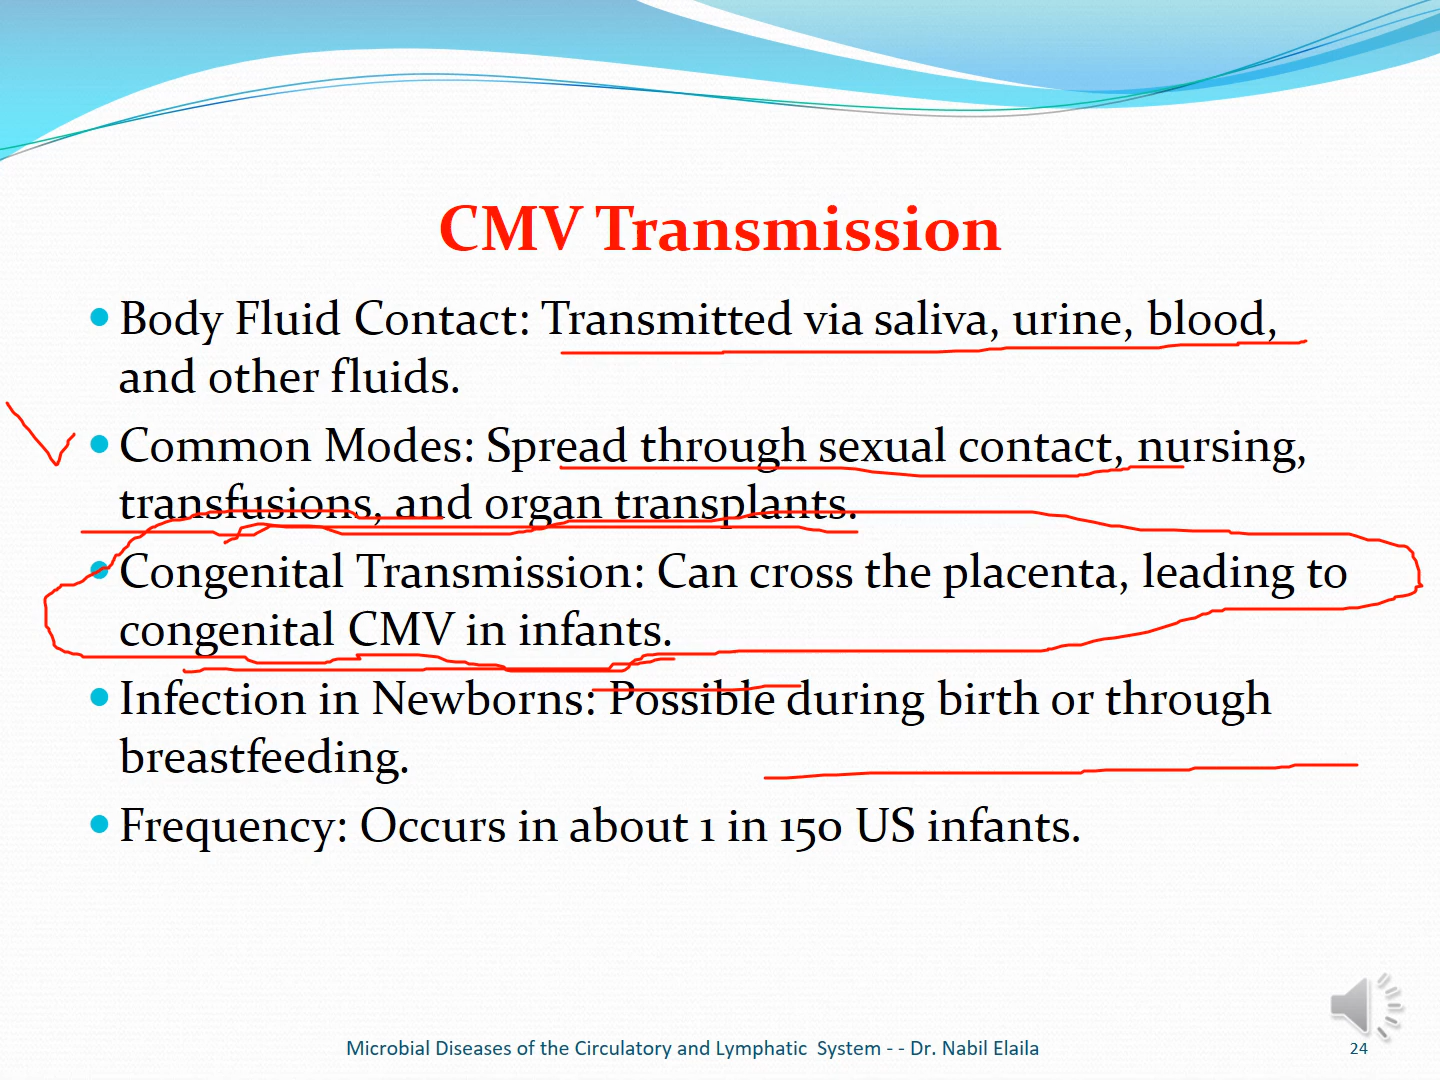 CMV Transmission
Body Fluid Contact: Transmitted via saliva, urine, blood,
and other fluids.
Common Modes: Spread through sexual contact, nursing,
transfusions, and organ transplants.
Congenital Transmission: Can cross the placenta, leading to
congenital CMV in infants.
Infection in Newborns: Possible during birth or through
breastfeeding.
Frequency: Occurs in about 1 in 150 US infants.
Microbial Diseases of the Circulatory and Lymphatic System - - Dr. Nabil Elaila
24